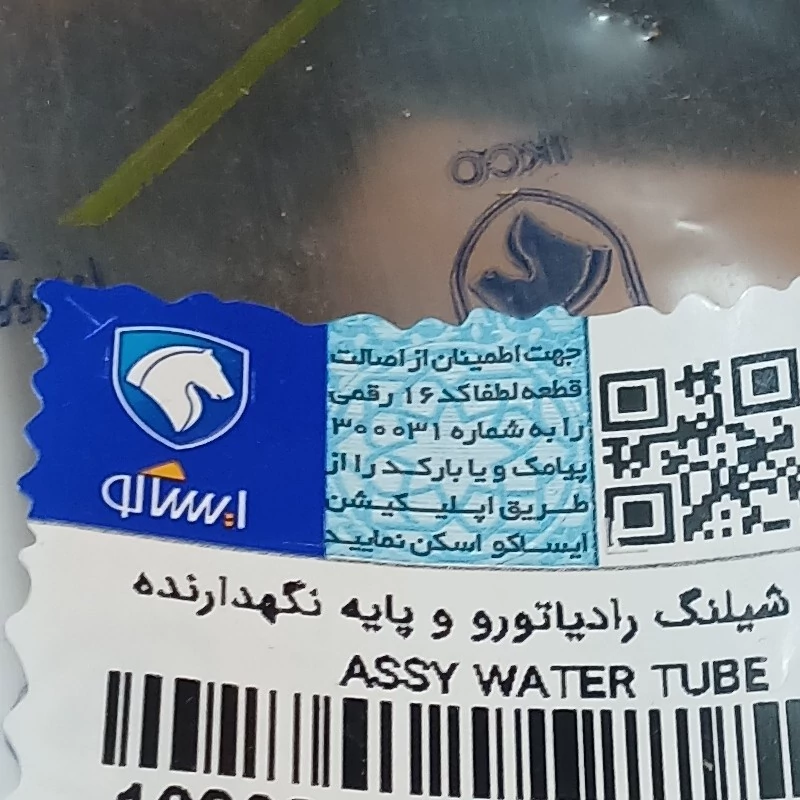 IKCO
ایساکو
جهت اطمینان از اصالت
قطعه لطفا کد ۱۶ رقمی
را به شماره ۳۰۰۰۳۱
پیامک و یا بارکد را از
طریق اپلیکیشن
ایساکو اسکن نمایید
شیلنگ رادیاتورو و پایه نگهدارنده
ASSY WATER TUBE